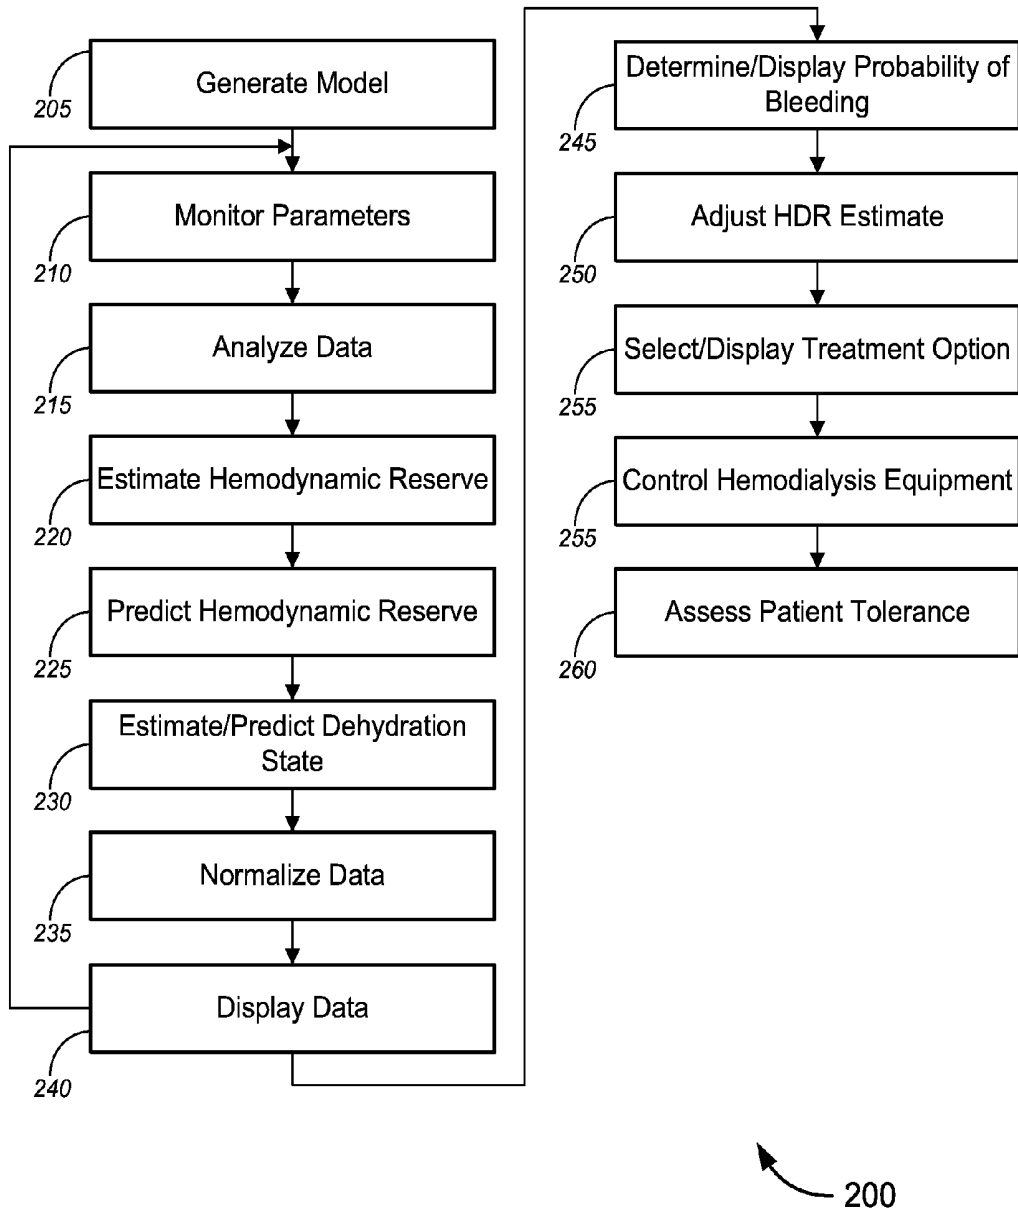 Generate Model
205
Monitor Parameters
210
Analyze Data
215
Estimate Hemodynamic Reserve
220
Predict Hemodynamic Reserve
225
Estimate/Predict Dehydration
State
230
Normalize Data
235
Display Data
240
Determine/Display Probability of
Bleeding
245
Adjust HDR Estimate
250
Select/Display Treatment Option
255
Control Hemodialysis Equipment
255
Assess Patient Tolerance
260
200